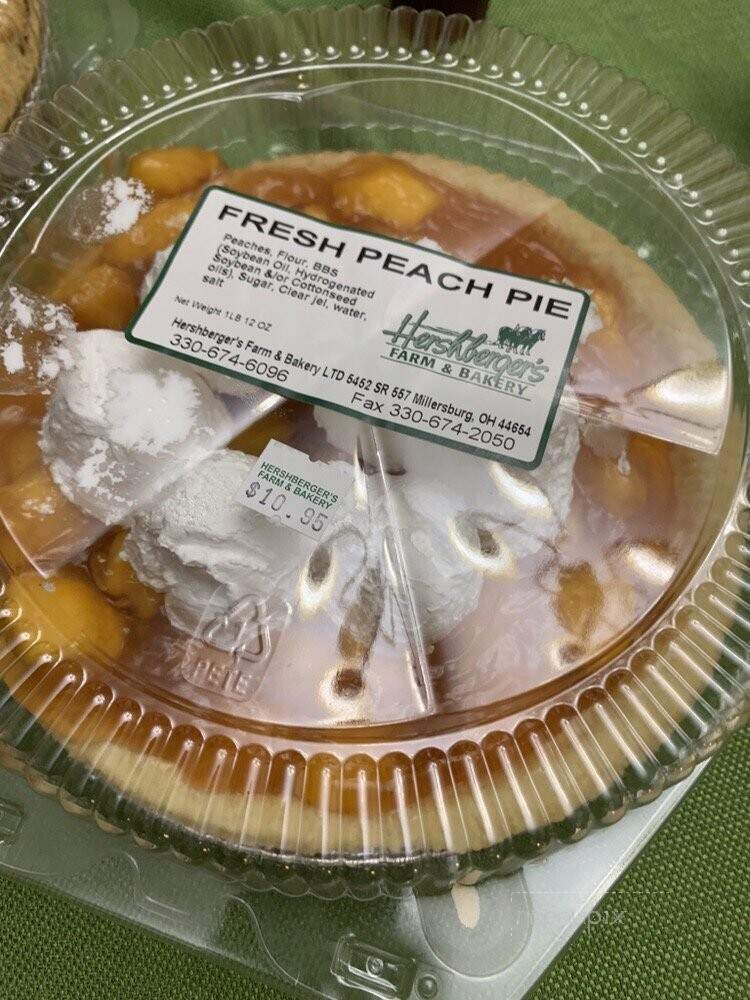 FRESH PEACH PIE
Peaches, Flour, BBS
(Soybean Oil, Hydrogenated
Soybean &/or Cottonseed
oils), Sugar, Clear jel, water,
salt
Net Weight 1LB 12 OZ
Hershberger's
FARM & BAKERY
Hershberger's Farm & Bakery LTD 5452 SR 557 Millersburg, OH 44654
330-674-6096
Fax 330-674-2050
HERSHBERGER'S
FARM & BAKERY
$10.95
PETE